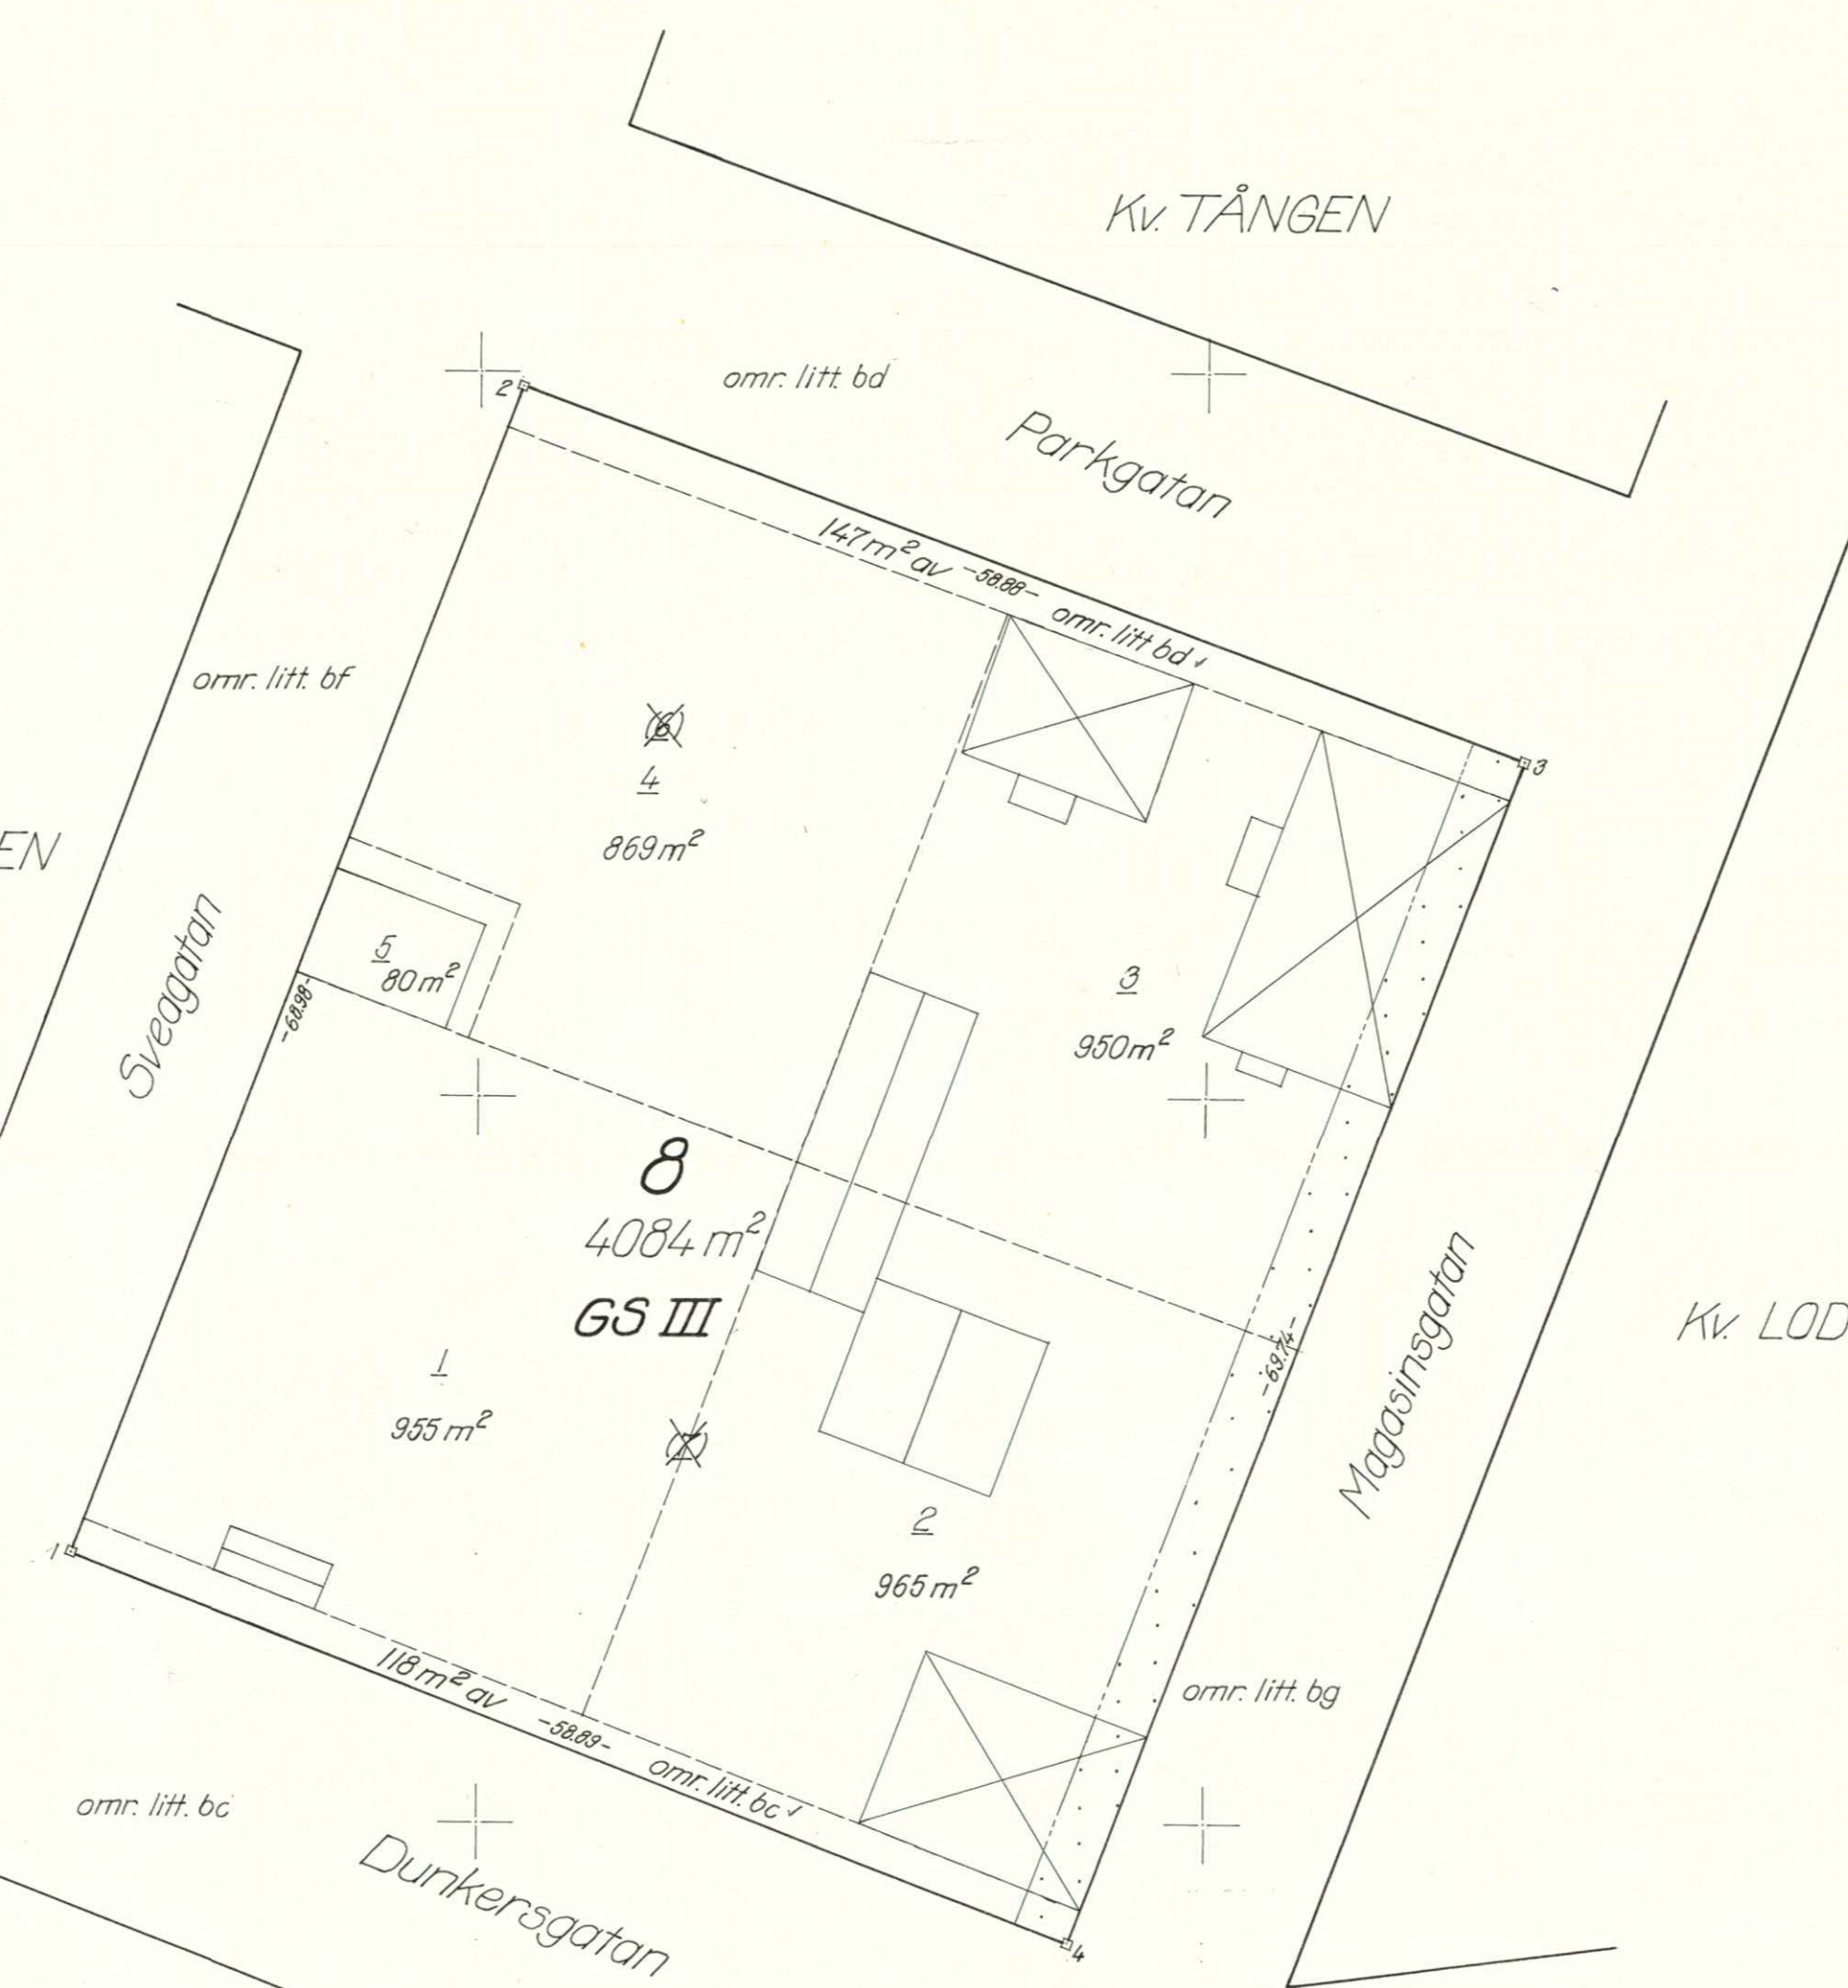 Kv. TÅNGEN
omr. litt. bd
2
Parkgatan
147 m² av -58.88- omr. litt bd ✓
omr. litt. bf
(6)
4
869 m²
3
EN
5
80 m²
-68.98-
Sveagatan
3
950 m²
8
4084 m²
GS III
Magasinsgatan
Kv. LOD
-69.74-
1
955 m²
(7)
2
965 m²
1
118 m² av -58.89- omr. litt. bc ✓
omr. litt. bg
omr. litt. bc
Dunkersgatan
4